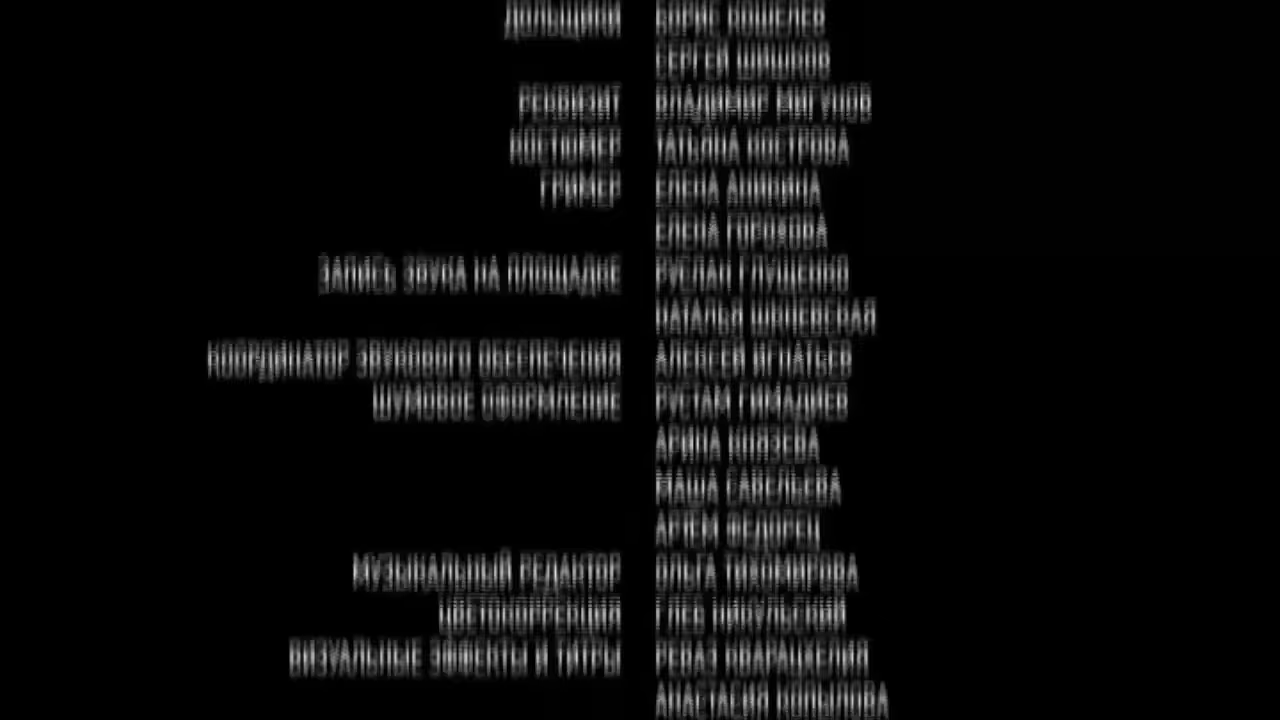 ДОЛЬЩИКИ БОРИС КОШЕЛЕВ
СЕРГЕЙ ШИШКОВ
РЕКВИЗИТ ВЛАДИМИР МИГУНОВ
КОСТЮМЕР ТАТЬЯНА КОСТРОВА
ГРИМЕР ЕЛЕНА АНИКИНА
ЕЛЕНА ГОРОХОВА
ЗАПИСЬ ЗВУКА НА ПЛОЩАДКЕ РУСЛАН ГЛУЩЕНКО
НАТАЛЬЯ
КООРДИНАТОР ЗВУКОВОГО ОБЕСПЕЧЕНИЯ АЛЕКСЕЙ ИГНАТЬЕВ
ШУМОВОЕ ОФОРМЛЕНИЕ РУСТАМ ГИМАДИЕВ
АРИНА КНЯЗЕВА
МАША САВЕЛЬЕВА
АРТЕМ ФЕДОРЕЦ
МУЗЫКАЛЬНЫЙ РЕДАКТОР ОЛЬГА ТИХОМИРОВА
ЦВЕТОКОРРЕКЦИЯ ГЛЕБ НИКУЛЬСКИЙ
ВИЗУАЛЬНЫЕ ЭФФЕКТЫ И ТИТРЫ РЕВАЗ КВАРАЦХЕЛИЯ
АНАСТАСИЯ КОПЫЛОВА